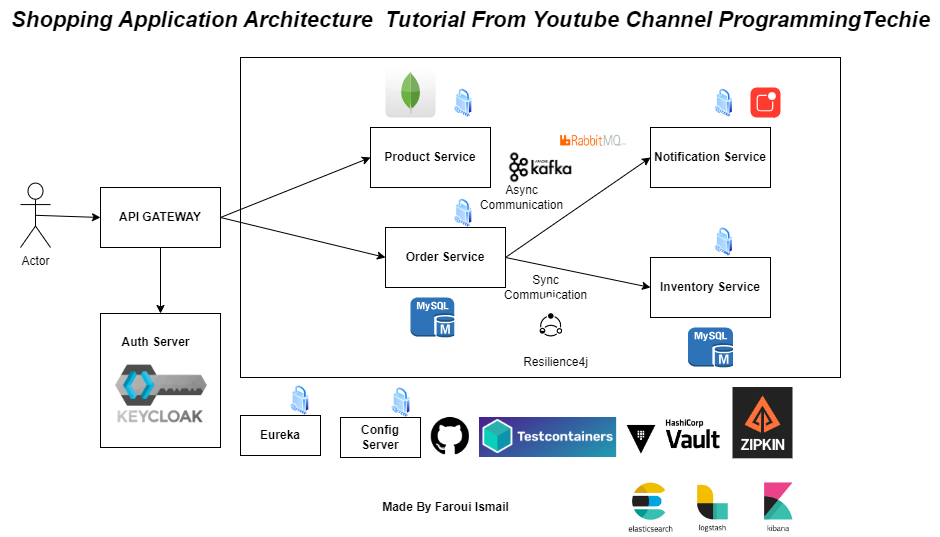 Shopping Application Architecture  Tutorial From Youtube Channel ProgrammingTechie
Product Service
RabbitMQ
APACHE
kafka
Async
Communication
Notification Service
API GATEWAY
Actor
Order Service
Sync
Communication
Inventory Service
MySQL
M
Resilience4j
MySQL
M
Auth Server
KEYCLOAK
Eureka
Config
Server
Testcontainers
HashiCorp
Vault
ZIPKIN
Made By Faroui Ismail
elasticsearch
logstash
kibana